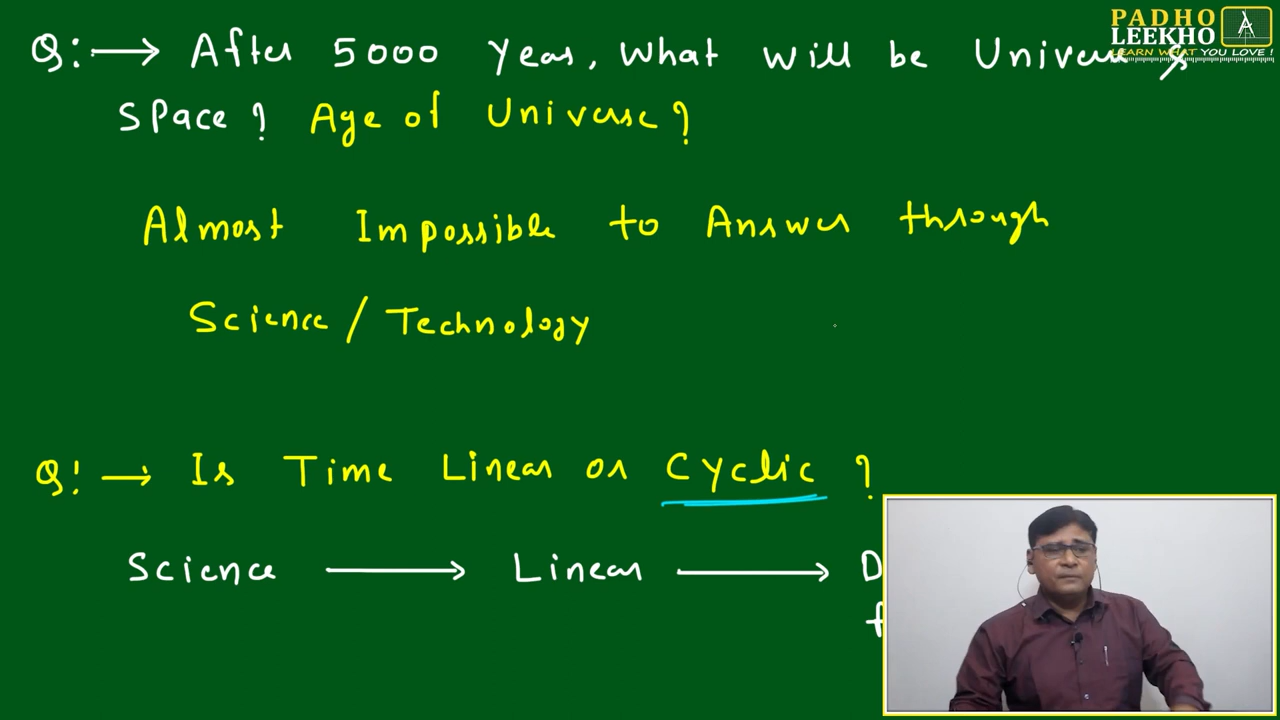 PADHO
LEEKHO
LEARN WHAT YOU LOVE !
Q:→ After 5000 Year, What will be Universe &
Space? Age of Universe?
Almost Impossible to Answer through
Science / Technology
Q! → Is Time Linear or Cyclic ?
Science → Linear →